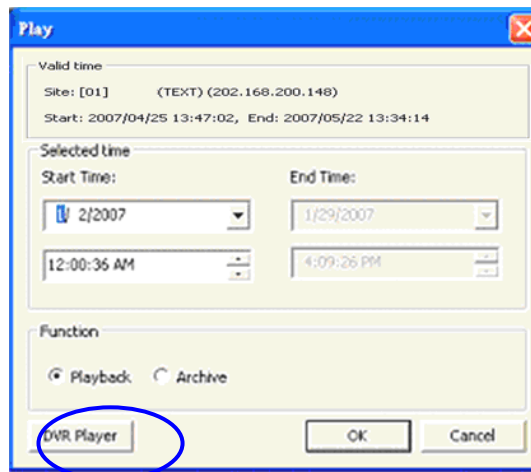 Play
Valid time
Site: [01] (TEXT) (202.168.200.148)
Start: 2007/04/25 13:47:02, End: 2007/05/22 13:34:14
Selected time
Start Time: End Time:
1/ 2/2007 1/29/2007
12:00:36 AM 4:09:26 PM
Function
Playback Archive
DVR Player OK Cancel